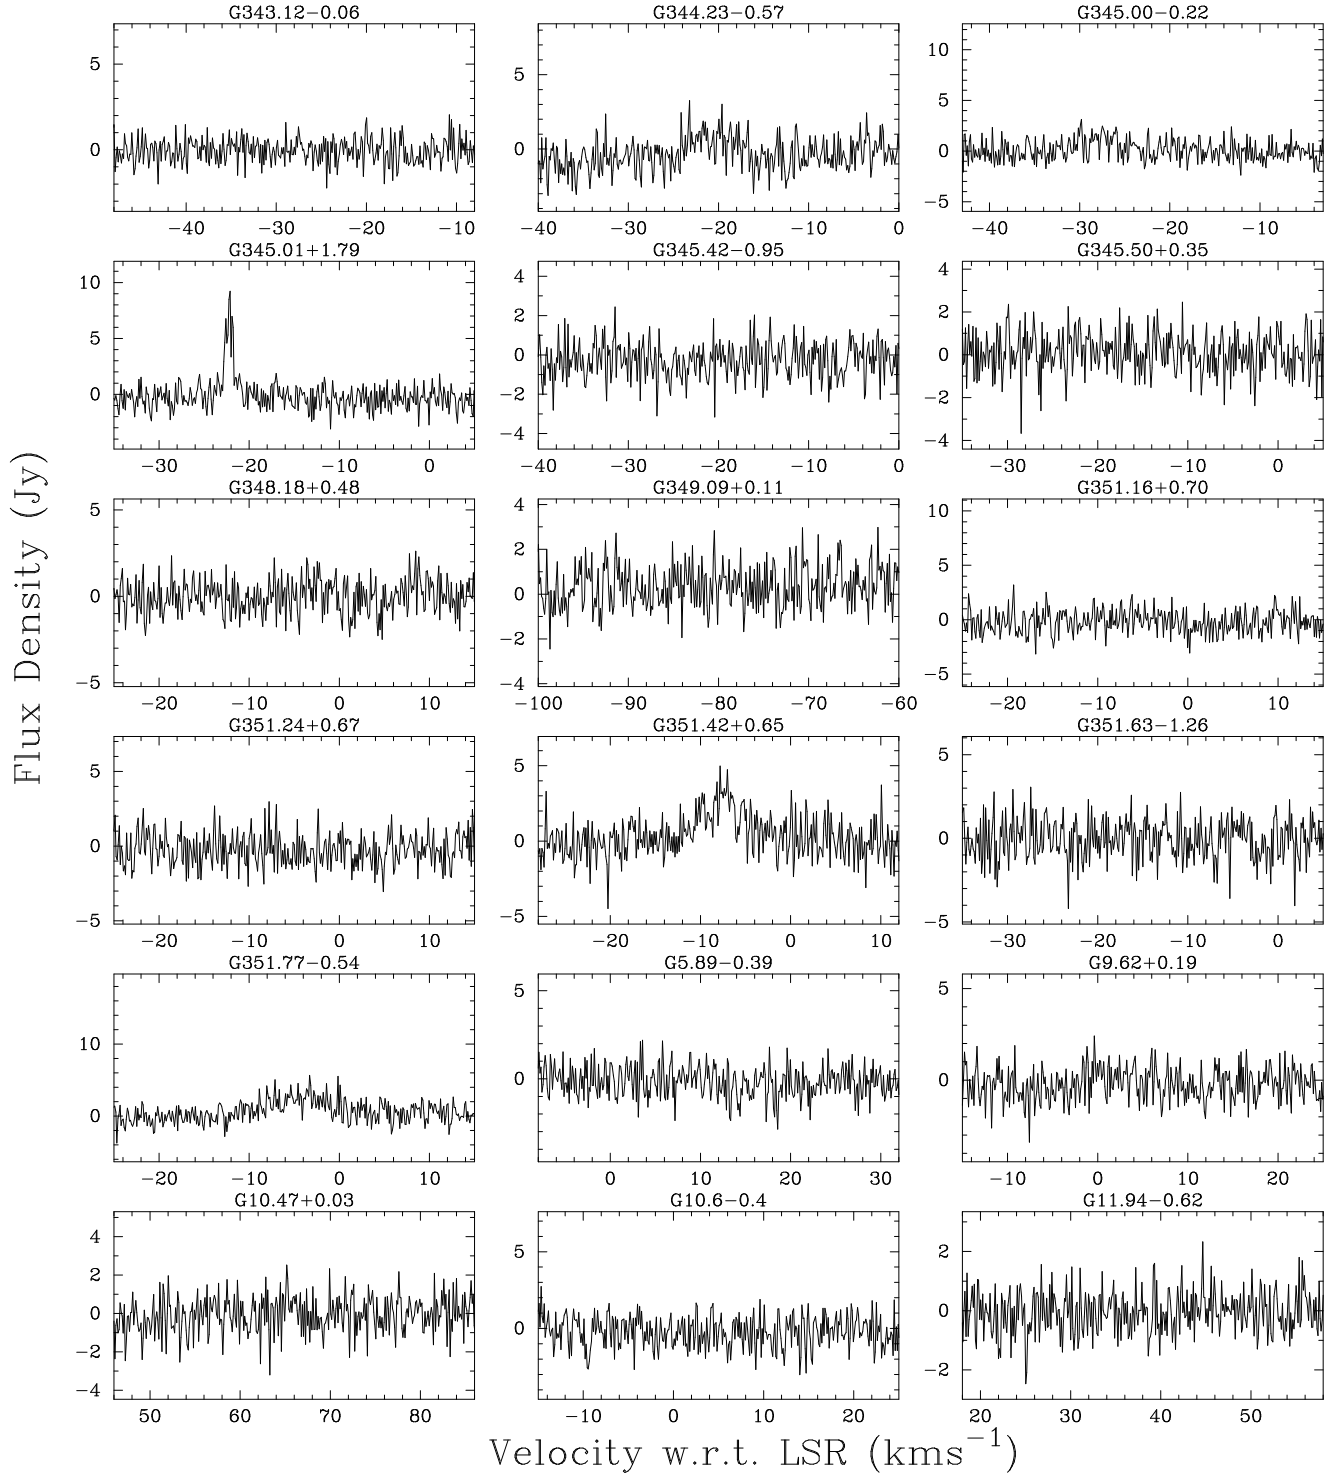 G343.12−0.06 G344.23−0.57 G345.00−0.22
5 5 10
0 0 5
0
−5
−40 −30 −20 −10 −40 −30 −20 −10 0 −40 −30 −20 −10
G345.01+1.79 G345.42−0.95 G345.50+0.35
10 4 4
5 2 2
0 0 0
−2 −2
−4 −4
−30 −20 −10 0 −40 −30 −20 −10 0 −30 −20 −10 0
Flux Density (Jy)
G348.18+0.48 G349.09+0.11 G351.16+0.70
5 4 10
0 2 5
−5 0 0
−2 −5
−4
−20 −10 0 10 −100 −90 −80 −70 −60 −20 −10 0 10
G351.24+0.67 G351.42+0.65 G351.63−1.26
5 5 5
0 0 0
−5 −5 −5
−20 −10 0 10 −20 −10 0 10 −30 −20 −10 0
G351.77−0.54 G5.89−0.39 G9.62+0.19
10 5 5
0 0 0
−20 −10 0 10 0 10 20 30 −10 0 10 20
G10.47+0.03 G10.6−0.4 G11.94−0.62
4 5 2
2 0 0
0 −2
−2
−4
50 60 70 80 −10 0 10 20 20 30 40 50
Velocity w.r.t. LSR (kms−1)